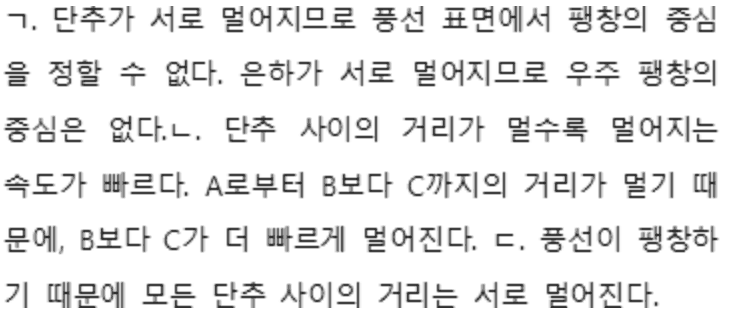 ㄱ. 단추가 서로 멀어지므로 풍선 표면에서 팽창의 중심
을 정할 수 없다. 은하가 서로 멀어지므로 우주 팽창의
중심은 없다.ㄴ. 단추 사이의 거리가 멀수록 멀어지는
속도가 빠르다. A로부터 B보다 C까지의 거리가 멀기 때
문에, B보다 C가 더 빠르게 멀어진다. ㄷ. 풍선이 팽창하
기 때문에 모든 단추 사이의 거리는 서로 멀어진다.